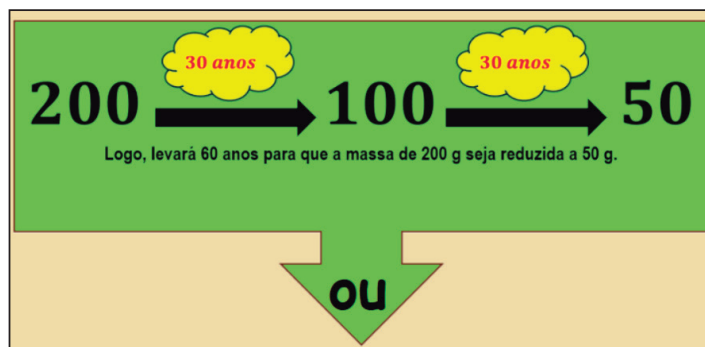 30 anos 30 anos
200 100 50
Logo, levará 60 anos para que a massa de 200 g seja reduzida a 50 g.
ou